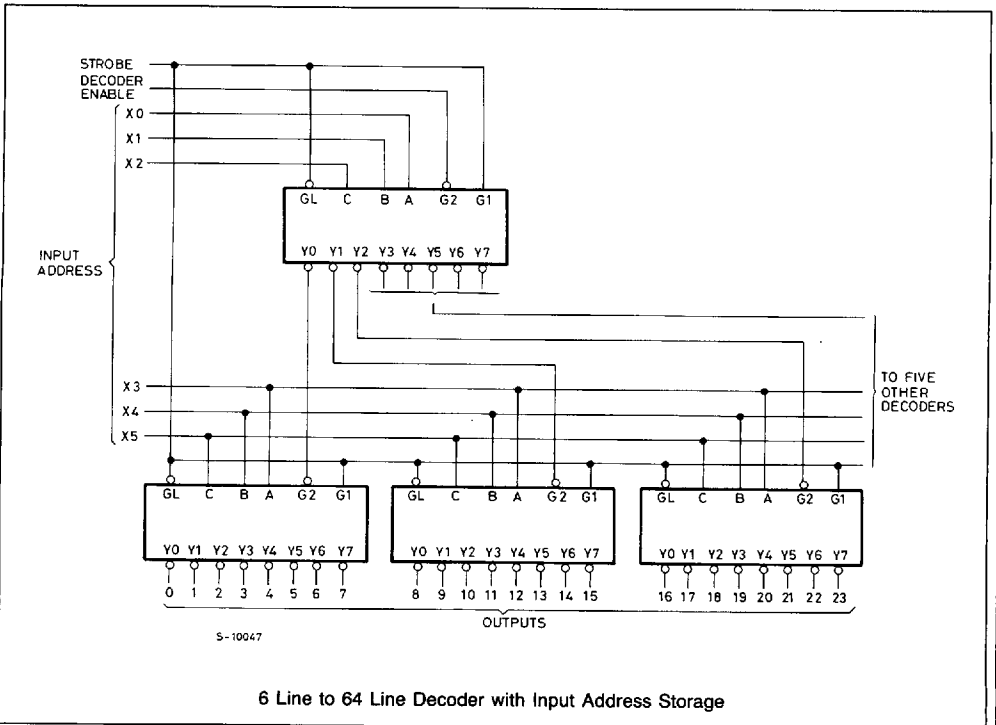 STROBE
DECODER
ENABLE
X0
X1
X2
GL C B A G2 G1
Y0 Y1 Y2 Y3 Y4 Y5 Y6 Y7
INPUT
ADDRESS
X3
X4
X5
TO FIVE
OTHER
DECODERS
GL C B A G2 G1
Y0 Y1 Y2 Y3 Y4 Y5 Y6 Y7
0 1 2 3 4 5 6 7
GL C B A G2 G1
Y0 Y1 Y2 Y3 Y4 Y5 Y6 Y7
8 9 10 11 12 13 14 15
GL C B A G2 G1
Y0 Y1 Y2 Y3 Y4 Y5 Y6 Y7
16 17 18 19 20 21 22 23
OUTPUTS
S-10047
6 Line to 64 Line Decoder with Input Address Storage